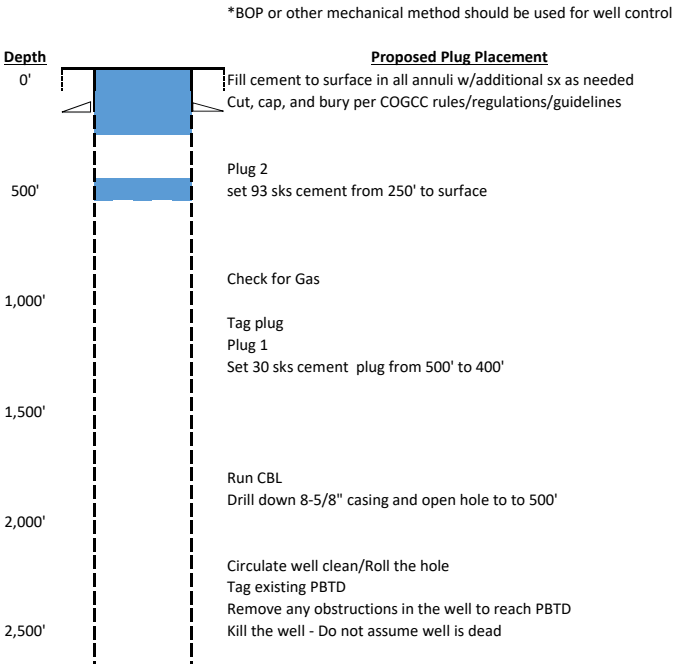 *BOP or other mechanical method should be used for well control
Depth Proposed Plug Placement
0' Fill cement to surface in all annuli w/additional sx as needed
Cut, cap, and bury per COGCC rules/regulations/guidelines
Plug 2
500' set 93 sks cement from 250' to surface
Check for Gas
1,000'
Tag plug
Plug 1
Set 30 sks cement plug from 500' to 400'
1,500'
Run CBL
Drill down 8-5/8" casing and open hole to to 500'
2,000'
Circulate well clean/Roll the hole
Tag existing PBTD
Remove any obstructions in the well to reach PBTD
2,500' Kill the well - Do not assume well is dead